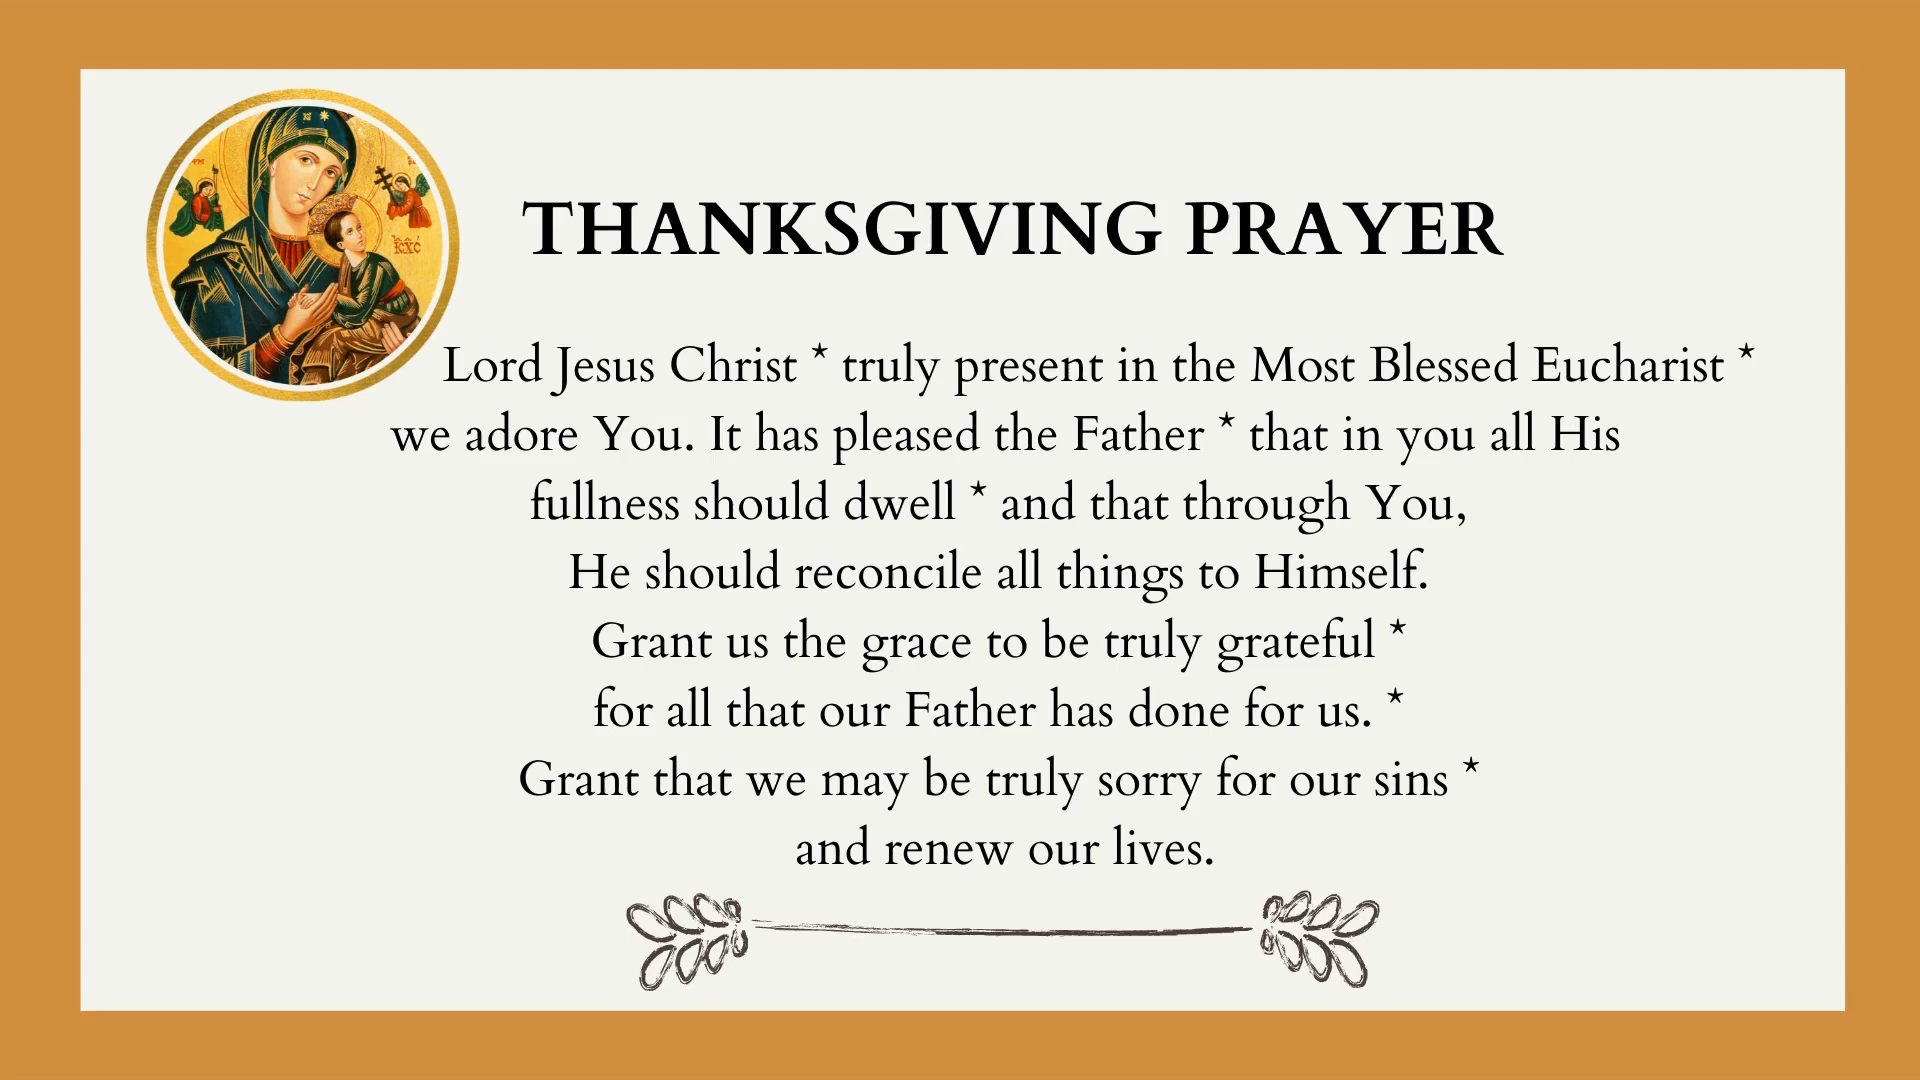 THANKSGIVING PRAYER
Lord Jesus Christ * truly present in the Most Blessed Eucharist *
we adore You. It has pleased the Father * that in you all His
fullness should dwell * and that through You,
He should reconcile all things to Himself.
Grant us the grace to be truly grateful *
for all that our Father has done for us. *
Grant that we may be truly sorry for our sins *
and renew our lives.